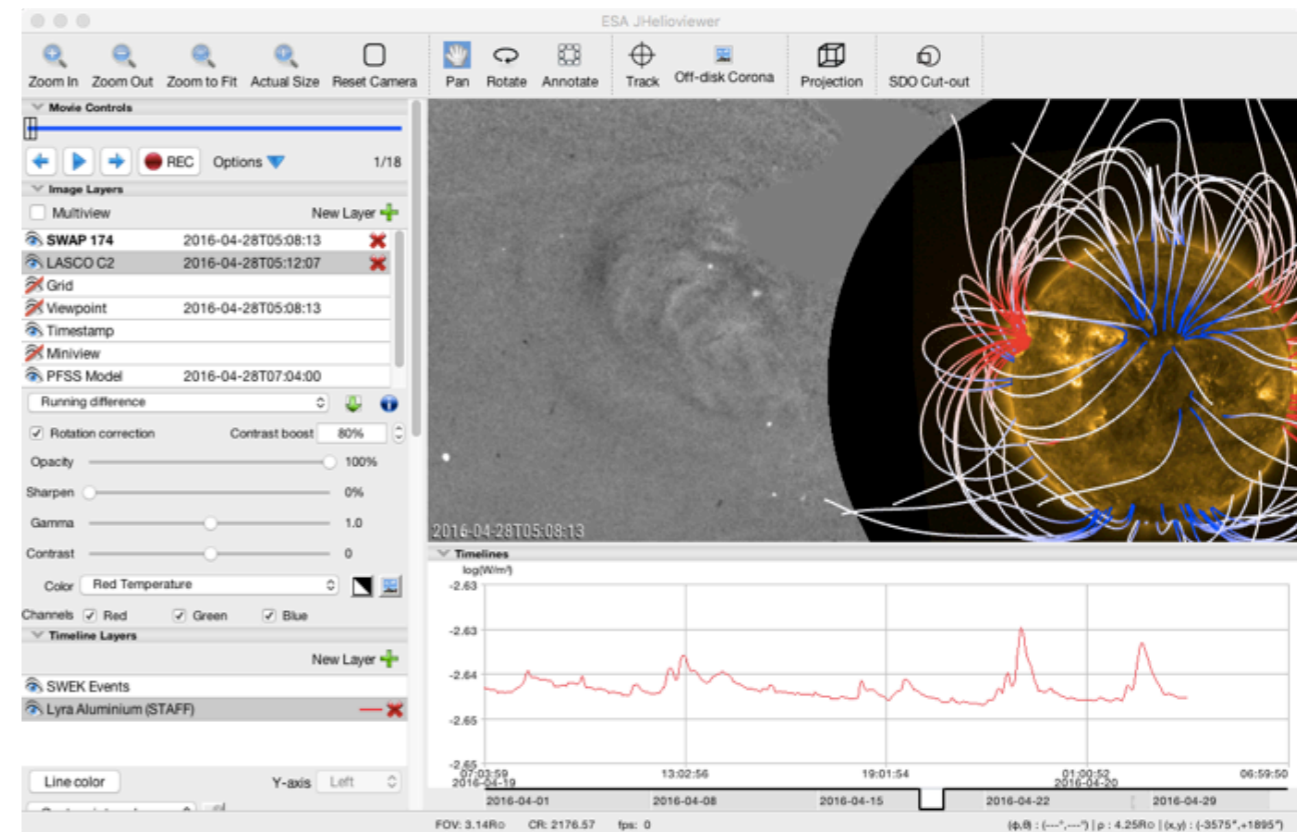 ESA JHelioviewer
Zoom In Zoom Out Zoom to Fit Actual Size Reset Camera Pan Rotate Annotate Track Off-disk Corona Projection SDO Cut-out
Movie Controls
REC Options 1/18
Image Layers
Multiview New Layer
SWAP 174 2016-04-28T05:08:13
LASCO C2 2016-04-28T05:12:07
Grid
Viewpoint 2016-04-28T05:08:13
Timestamp
Miniview
PFSS Model 2016-04-28T07:04:00
Running difference
Rotation correction Contrast boost 80%
Opacity 100%
Sharpen 0%
Gamma 1.0
Contrast 0
Color Red Temperature
Channels Red Green Blue
Timeline Layers
New Layer
SWEK Events
Lyra Aluminium (STAFF)
Line color Y-axis Left
2016-04-28T05:08:13
Timelines
log(W/m²)
-2.63
-2.63
-2.64
-2.65
-2.65
07:03:59 13:02:56 19:01:54 01:00:52 06:59:50
2016-04-19 2016-04-20
2016-04-01 2016-04-08 2016-04-15 2016-04-22 2016-04-29
FOV: 3.14R⊙ CR: 2176.57 fps: 0 (φ,θ) : (---°,---°) | ρ : 4.25R⊙ | (x,y) : (-3575″,+1895″)